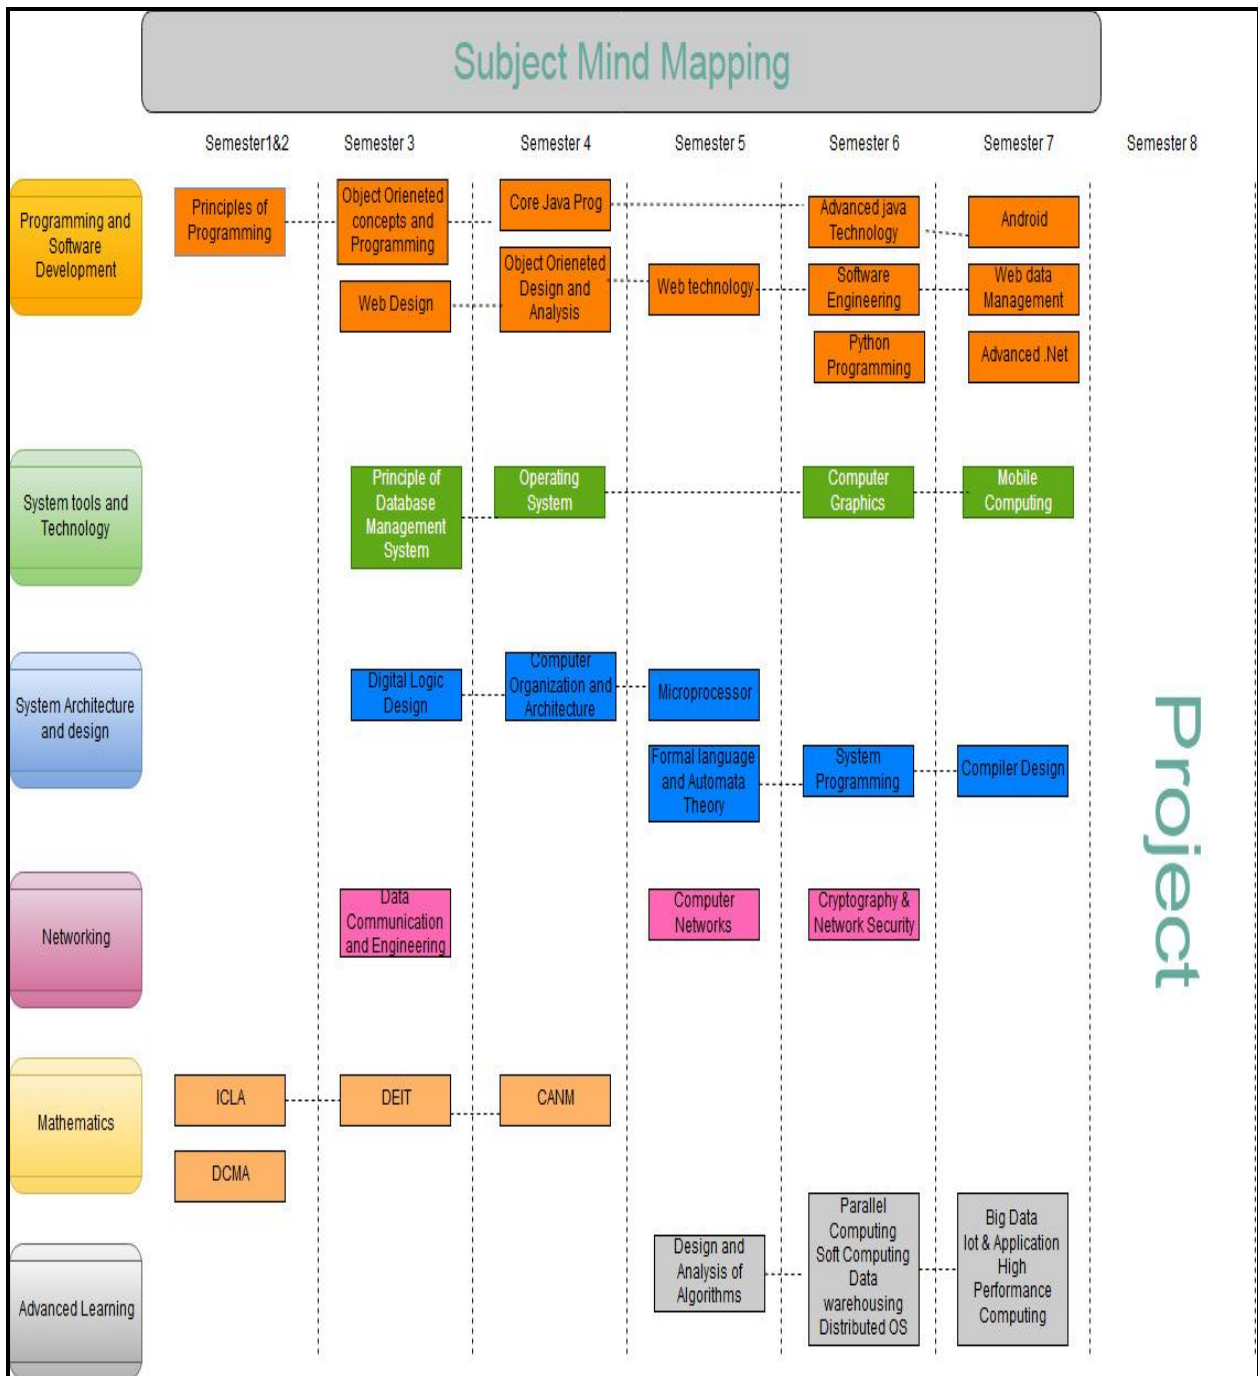 Subject Mind Mapping
Semester1&2
Semester 3
Semester 4
Semester 5
Semester 6
Semester 7
Semester 8
Programming and
Software
Development
Principles of
Programming
Object Orieneted
concepts and
Programming
Core Java Prog
Advanced java
Technology
Android
Web Design
Object Orieneted
Design and
Analysis
Web technology
Software
Engineering
Web data
Management
Python
Programming
Advanced .Net
System tools and
Technology
Principle of
Database
Management
System
Operating
System
Computer
Graphics
Mobile
Computing
System Architecture
and design
Digital Logic
Design
Computer
Organization and
Architecture
Microprocessor
Formal language
and Automata
Theory
System
Programming
Compiler Design
Project
Networking
Data
Communication
and Engineering
Computer
Networks
Cryptography &
Network Security
Mathematics
ICLA
DEIT
CANM
DCMA
Advanced Learning
Design and
Analysis of
Algorithms
Parallel
Computing
Soft Computing
Data
warehousing
Distributed OS
Big Data
Iot & Application
High
Performance
Computing